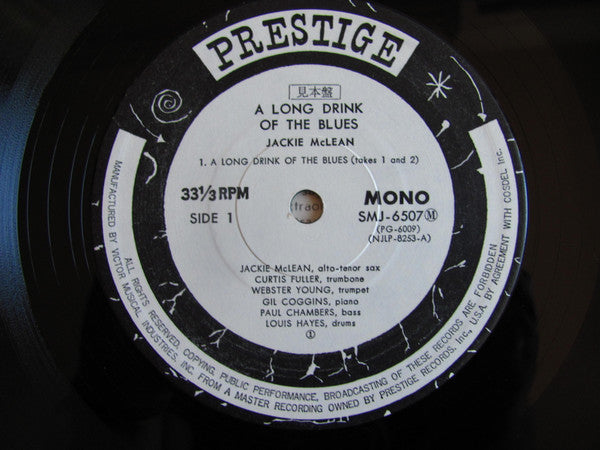 PRESTIGE
見本盤
A LONG DRINK
OF THE BLUES
JACKIE McLEAN
1. A LONG DRINK OF THE BLUES (takes 1 and 2)
33⅓ RPM
SIDE 1
MONO
SMJ-6507 Ⓜ
(PG-6009)
(NJLP-8253-A)
JACKIE McLEAN, alto-tenor sax
CURTIS FULLER, trumbone
WEBSTER YOUNG, trumpet
GIL COGGINS, piano
PAUL CHAMBERS, bass
LOUIS HAYES, drums
①
MANUFACTURED BY VICTOR MUSICAL INDUSTRIES, INC. FROM A MASTER RECORDING OWNED BY PRESTIGE RECORDS, Inc., U.S.A. BY AGREEMENT WITH COSDEL Inc.
ALL RIGHTS RESERVED, COPYING, PUBLIC PERFORMANCE, BROADCASTING OF THESE RECORDS ARE FORBIDDEN